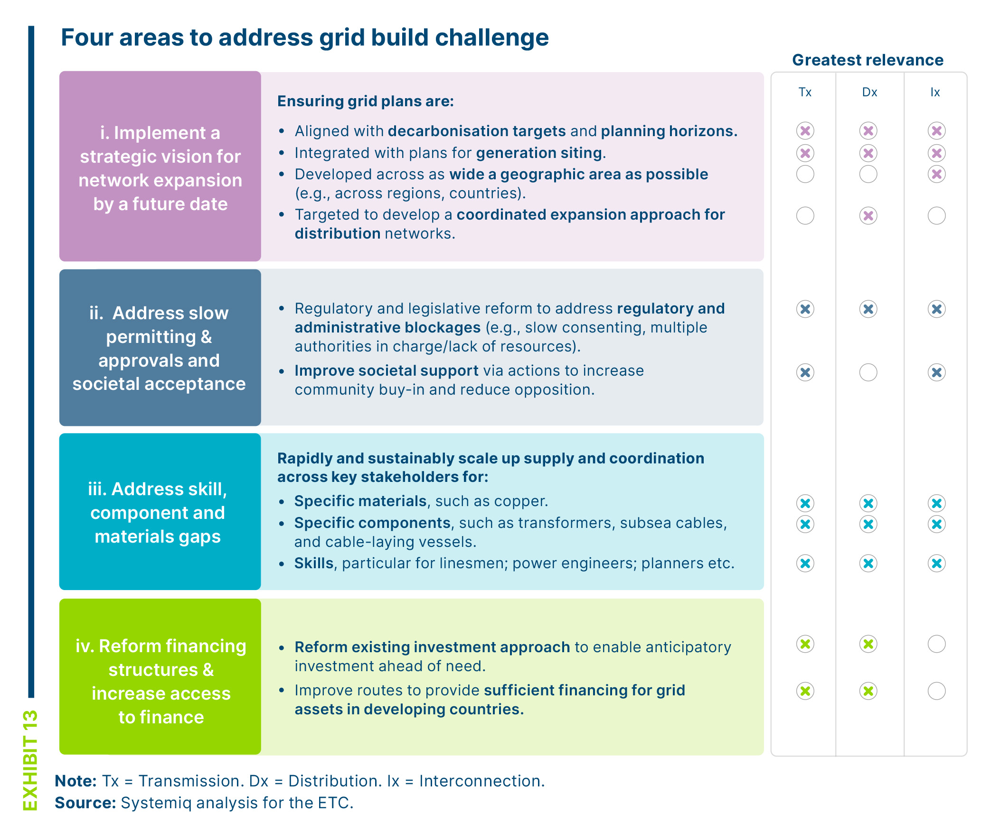 Four areas to address grid build challenge
Greatest relevance
Tx
Dx
Ix
i. Implement a
strategic vision for
network expansion
by a future date
Ensuring grid plans are:
• Aligned with decarbonisation targets and planning horizons.
• Integrated with plans for generation siting.
• Developed across as wide a geographic area as possible
(e.g., across regions, countries).
• Targeted to develop a coordinated expansion approach for
distribution networks.
ii. Address slow
permitting &
approvals and
societal acceptance
• Regulatory and legislative reform to address regulatory and
administrative blockages (e.g., slow consenting, multiple
authorities in charge/lack of resources).
• Improve societal support via actions to increase
community buy-in and reduce opposition.
iii. Address skill,
component and
materials gaps
Rapidly and sustainably scale up supply and coordination
across key stakeholders for:
• Specific materials, such as copper.
• Specific components, such as transformers, subsea cables,
and cable-laying vessels.
• Skills, particular for linesmen; power engineers; planners etc.
iv. Reform financing
structures &
increase access
to finance
• Reform existing investment approach to enable anticipatory
investment ahead of need.
• Improve routes to provide sufficient financing for grid
assets in developing countries.
EXHIBIT 13
Note: Tx = Transmission. Dx = Distribution. Ix = Interconnection.
Source: Systemiq analysis for the ETC.